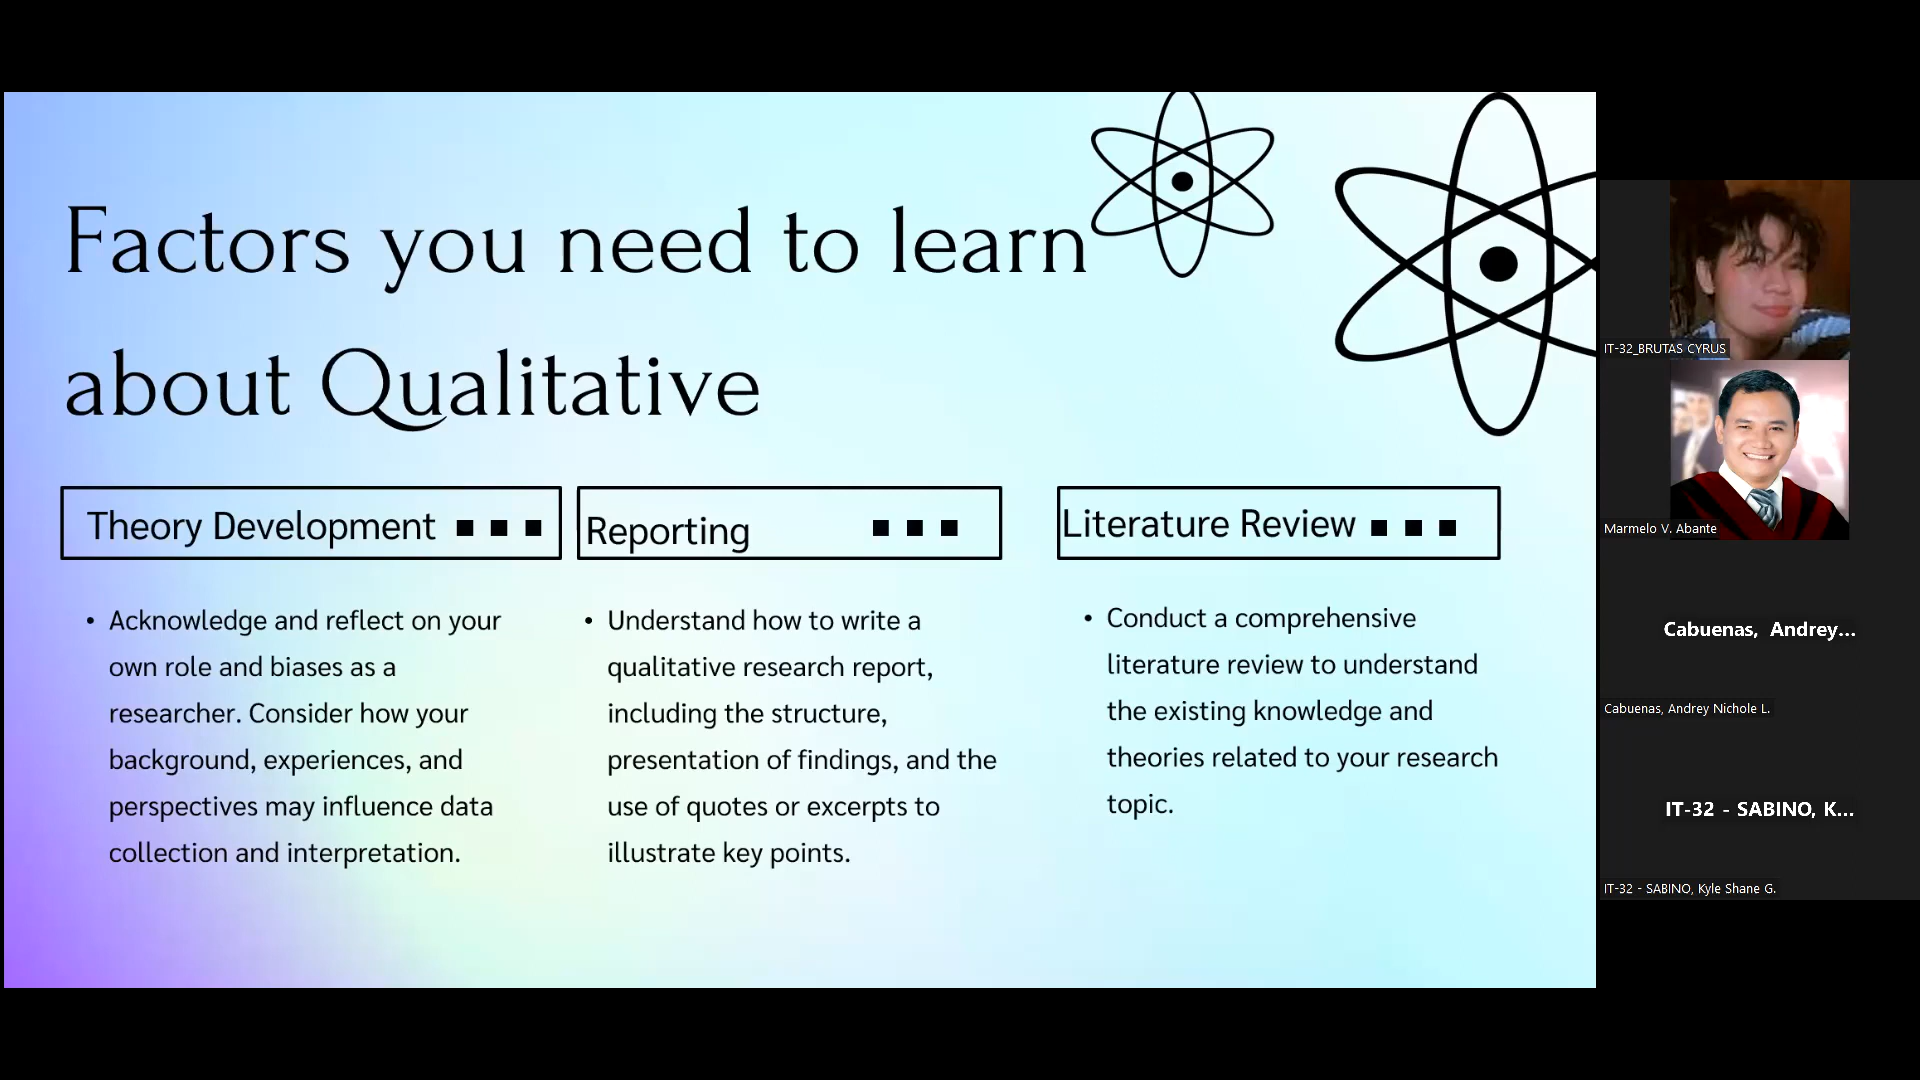 Factors you need to learn
about Qualitative
Theory Development
• Acknowledge and reflect on your
own role and biases as a
researcher. Consider how your
background, experiences, and
perspectives may influence data
collection and interpretation.
Reporting
• Understand how to write a
qualitative research report,
including the structure,
presentation of findings, and the
use of quotes or excerpts to
illustrate key points.
Literature Review
• Conduct a comprehensive
literature review to understand
the existing knowledge and
theories related to your research
topic.
IT-32_BRUTAS CYRUS
Marmelo V. Abante
Cabuenas, Andrey...
Cabuenas, Andrey Nichole L.
IT-32 - SABINO, K...
IT-32 - SABINO, Kyle Shane G.